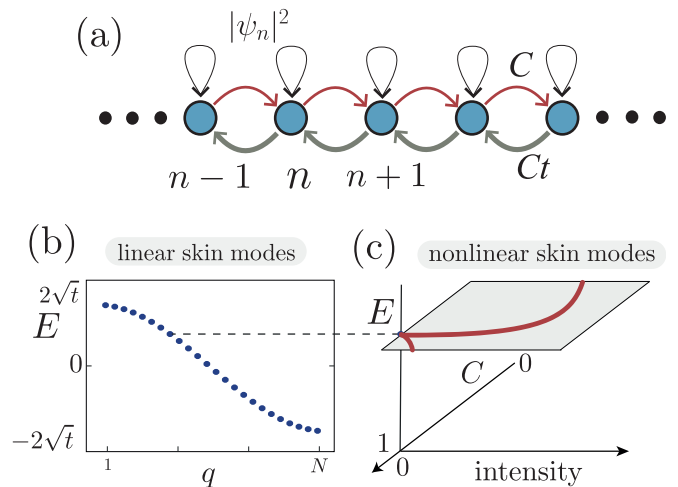 (a)
|ψₙ|²
C
n − 1
n
n + 1
Ct
(b)
linear skin modes
(c)
nonlinear skin modes
2√t
E
0
−2√t
1
q
N
E
C
0
1
0
intensity